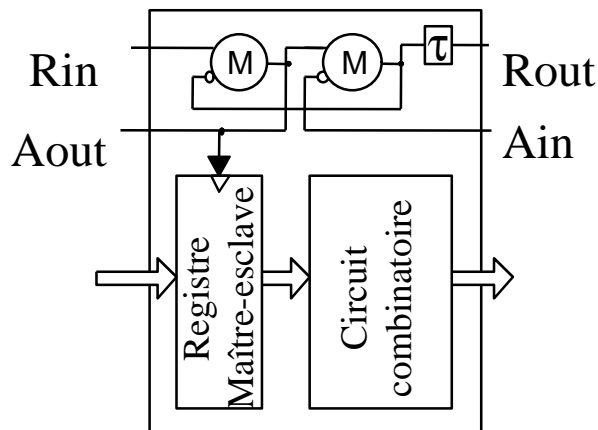 M
M
τ
Rin
Rout
Aout
Ain
Registre
Maître-esclave
Circuit
combinatoire